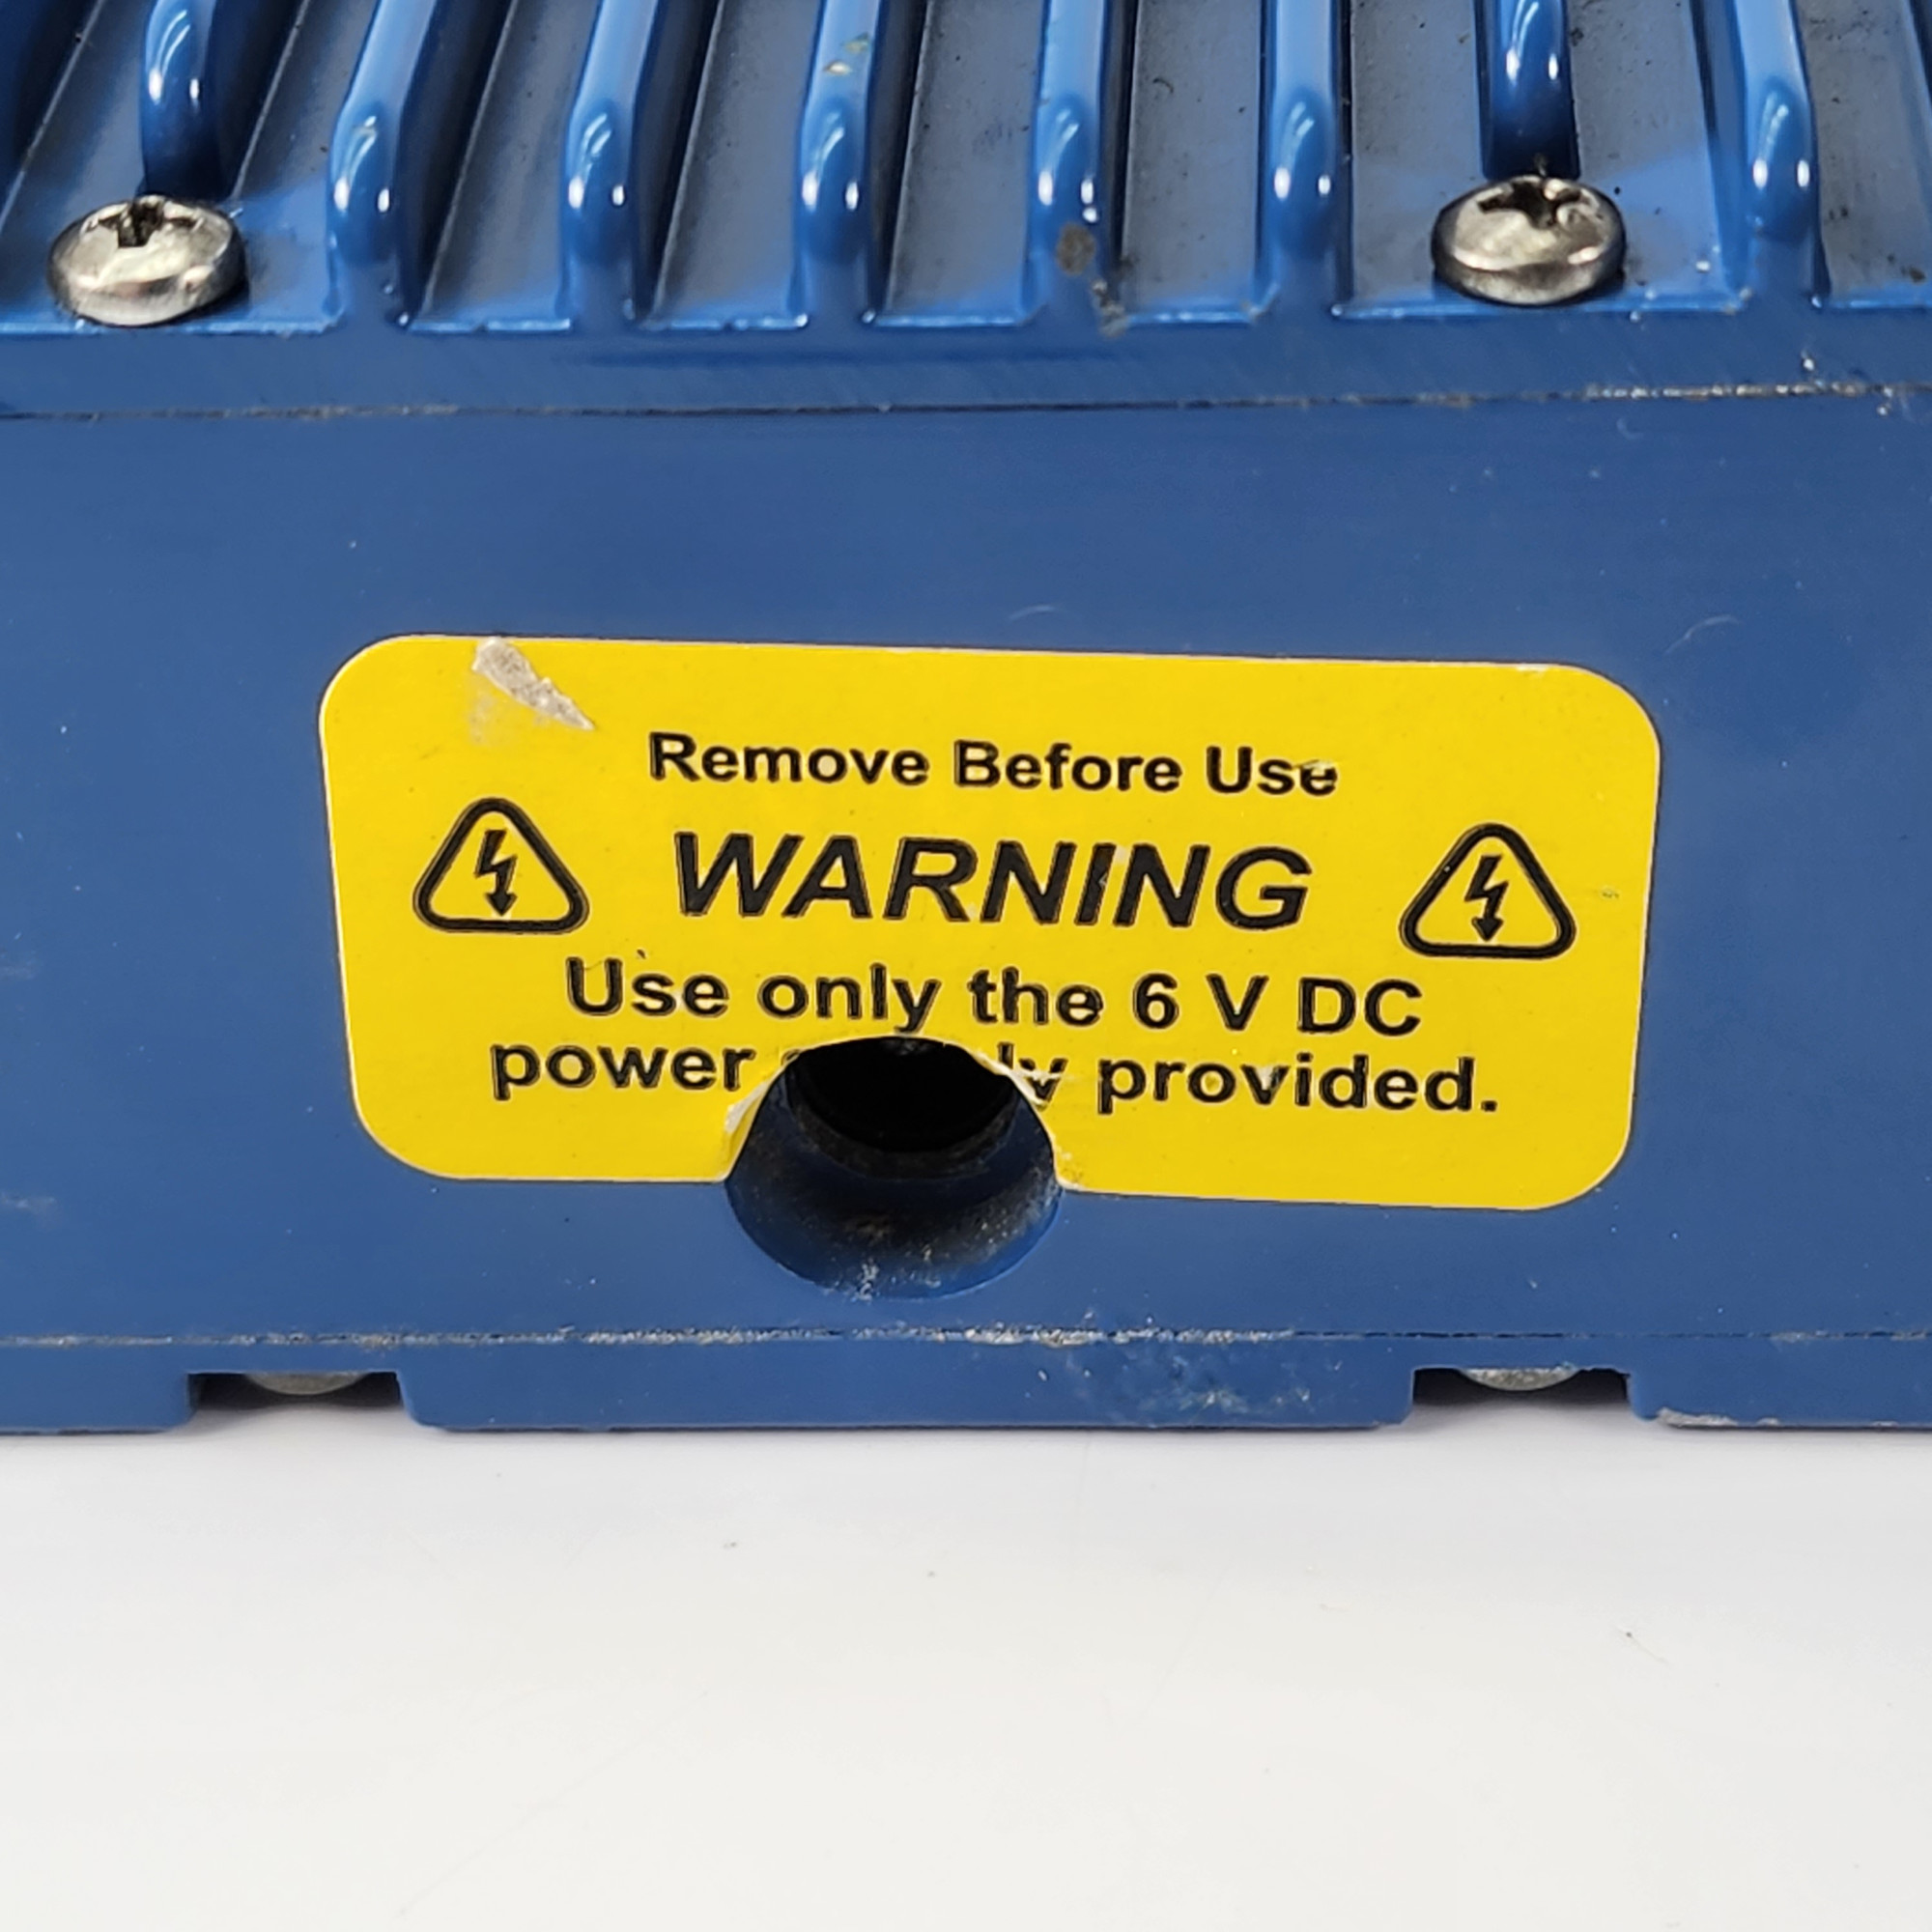 Remove Before Use
WARNING
Use only the 6 V DC
power provided.